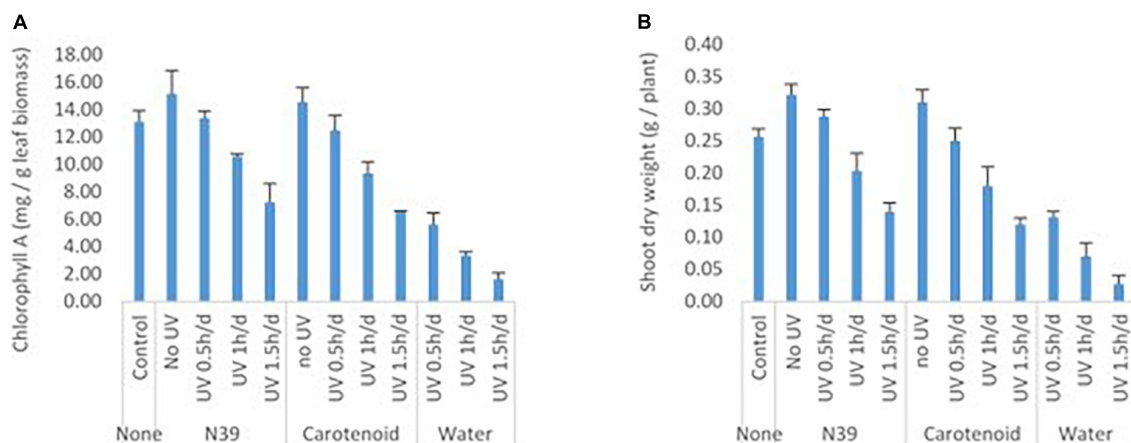 A
Chlorophyll A (mg / g leaf biomass)
18.00
16.00
14.00
12.00
10.00
8.00
6.00
4.00
2.00
0.00
Control
No UV
UV 0.5h/d
UV 1h/d
UV 1.5h/d
no UV
UV 0.5h/d
UV 1h/d
UV 1.5h/d
UV 0.5h/d
UV 1h/d
UV 1.5h/d
None N39 Carotenoid Water
B
Shoot dry weight (g / plant)
0.40
0.35
0.30
0.25
0.20
0.15
0.10
0.05
0.00
Control
No UV
UV 0.5h/d
UV 1h/d
UV 1.5h/d
no UV
UV 0.5h/d
UV 1h/d
UV 1.5h/d
UV 0.5h/d
UV 1h/d
UV 1.5h/d
None N39 Carotenoid Water